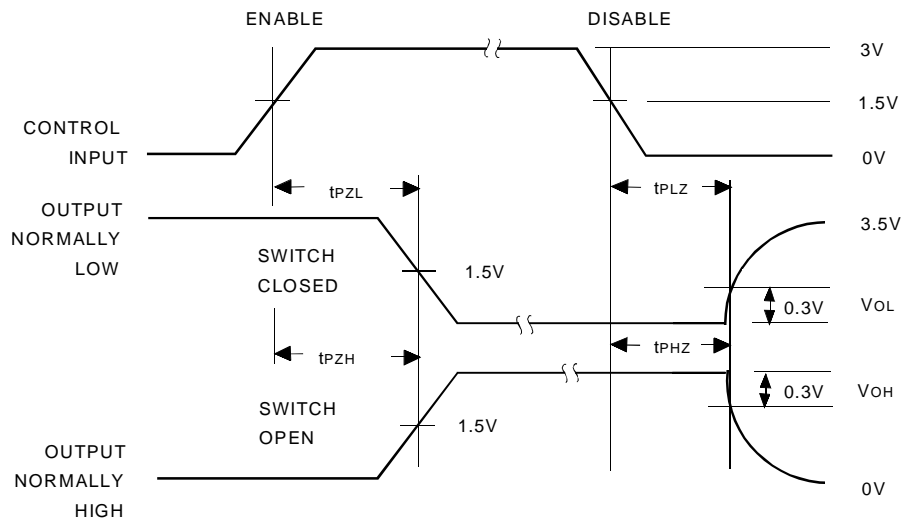 ENABLE
DISABLE
3V
1.5V
CONTROL
INPUT
0V
tPZL
tPLZ
OUTPUT
NORMALLY
LOW
3.5V
SWITCH
CLOSED
1.5V
0.3V
VOL
tPZH
tPHZ
0.3V
VOH
SWITCH
OPEN
1.5V
OUTPUT
NORMALLY
HIGH
0V